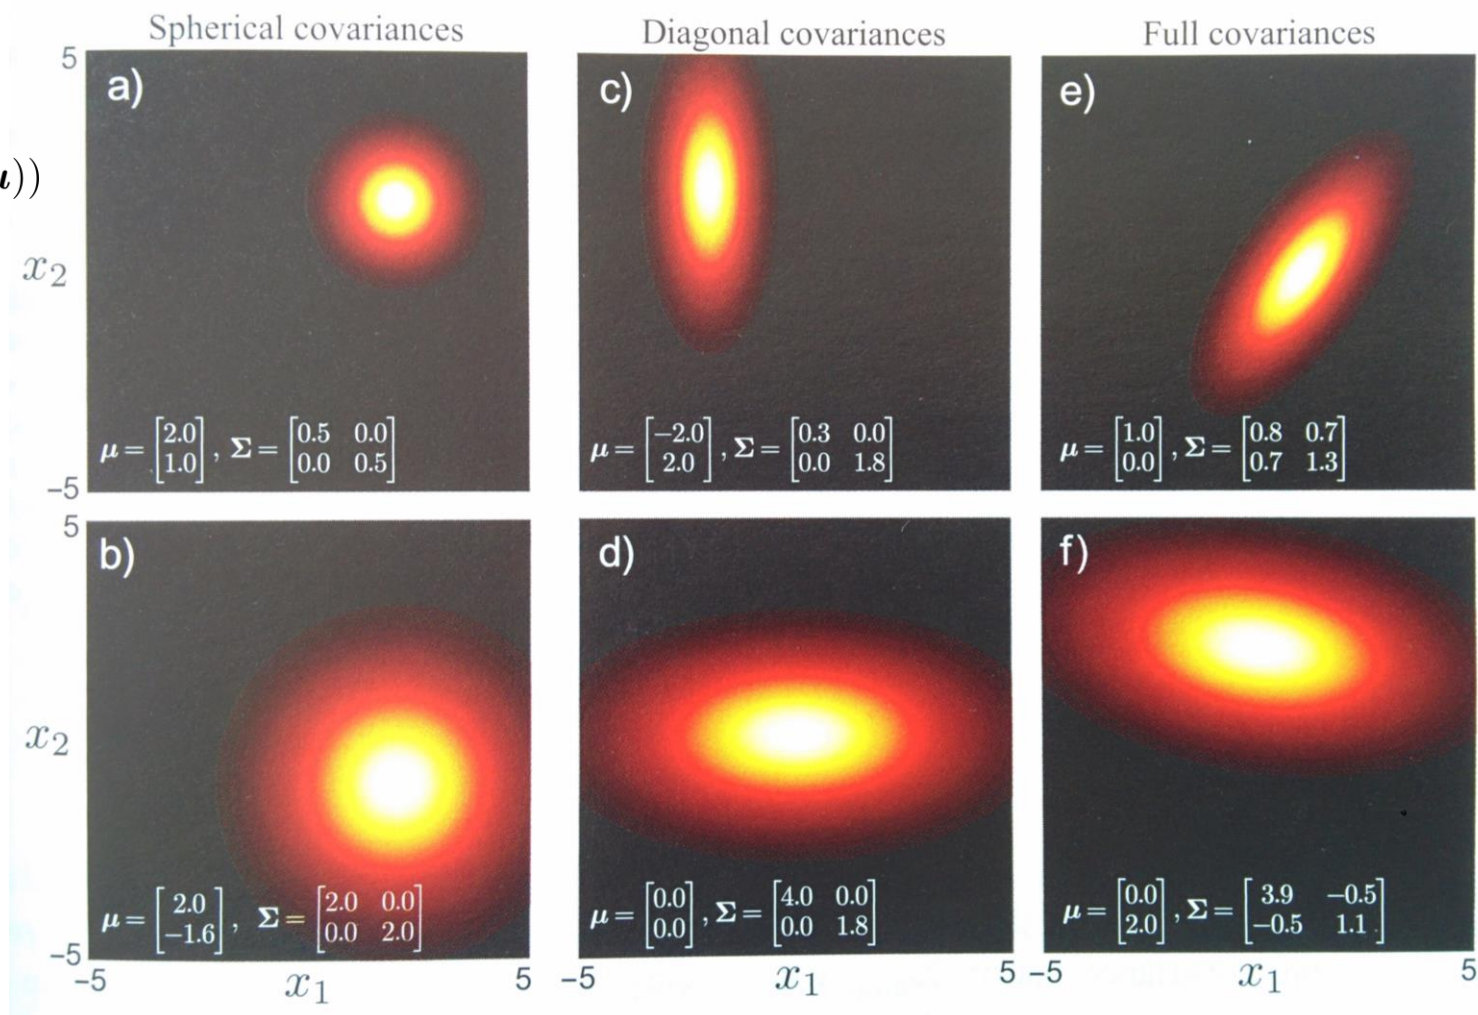 Spherical covariances
Diagonal covariances
Full covariances
5
a)
c)
e)
))
x₂
μ = [2.0 1.0], Σ = [0.5 0.0; 0.0 0.5]
μ = [−2.0 2.0], Σ = [0.3 0.0; 0.0 1.8]
μ = [1.0 0.0], Σ = [0.8 0.7; 0.7 1.3]
−5
5
b)
d)
f)
x₂
μ = [2.0 −1.6], Σ = [2.0 0.0; 0.0 2.0]
μ = [0.0 0.0], Σ = [4.0 0.0; 0.0 1.8]
μ = [0.0 2.0], Σ = [3.9 −0.5; −0.5 1.1]
−5
−5 x₁ 5
−5 x₁ 5
−5 x₁ 5